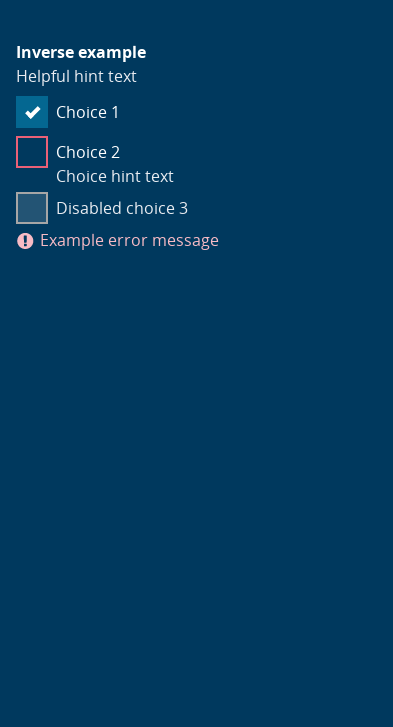 Inverse example
Helpful hint text
Choice 1
Choice 2
Choice hint text
Disabled choice 3
Example error message